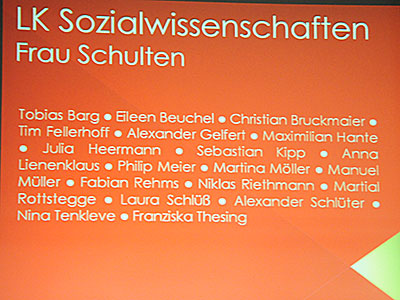 LK Sozialwissenschaften
Frau Schulten
Tobias Barg ● Eileen Beuchel ● Christian Bruckmaier ●
Tim Fellerhoff ● Alexander Gelfert ● Maximilian Hante
● Julia Heermann ● Sebastian Kipp ● Anna
Lienenklaus ● Philip Meier ● Martina Möller ● Manuel
Müller ● Fabian Rehms ● Niklas Riethmann ● Martial
Rottstegge ● Laura Schlüß ● Alexander Schlüter ●
Nina Tenkleve ● Franziska Thesing